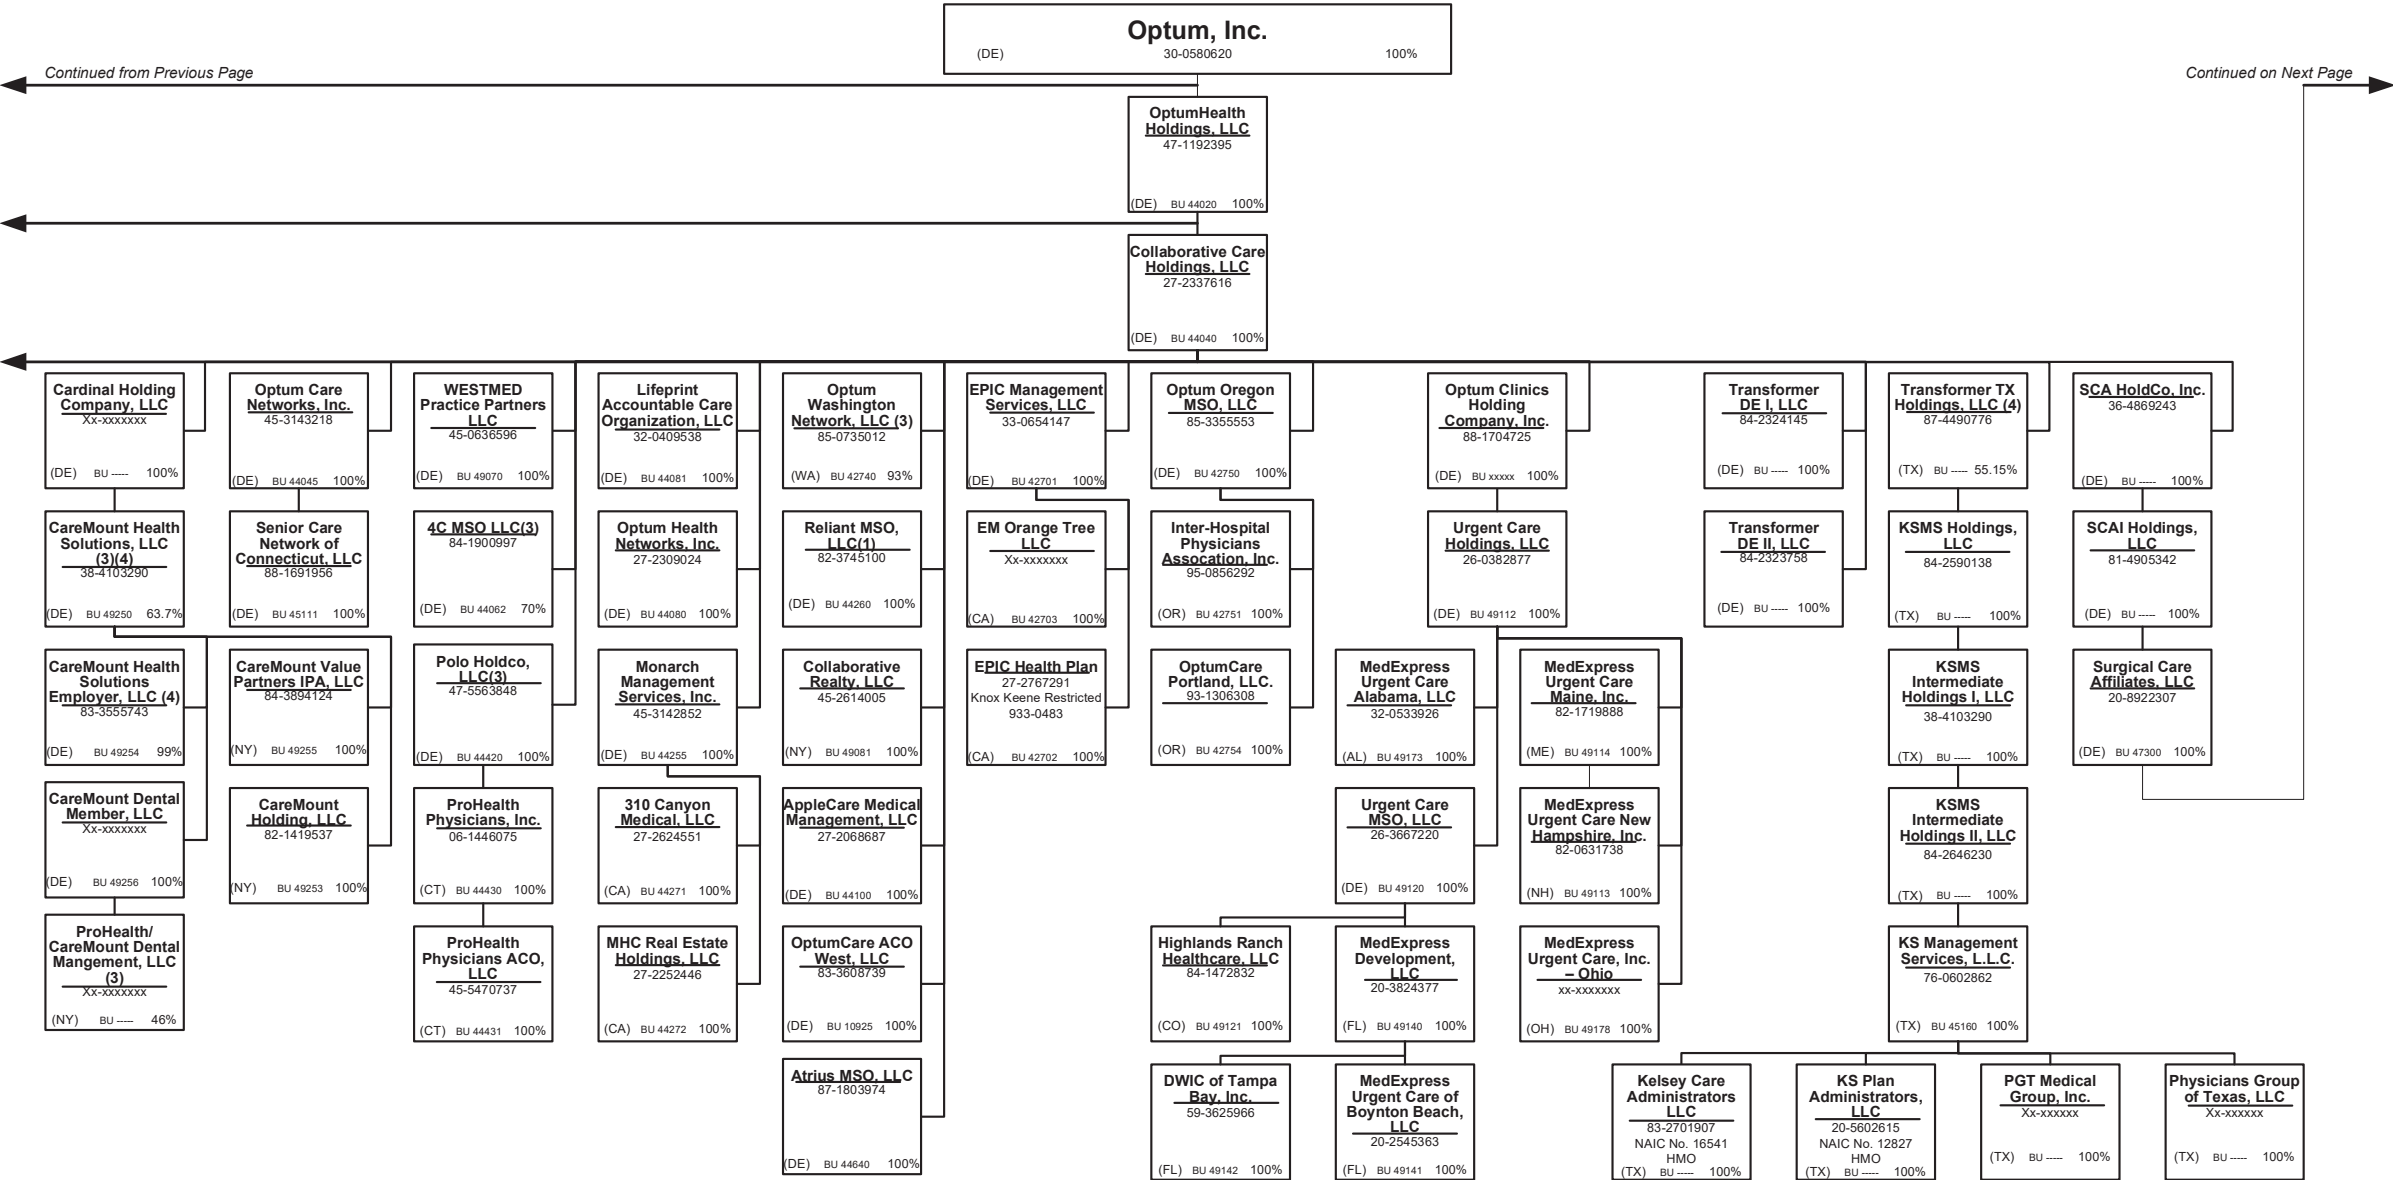 Optum, Inc.
(DE) 30-0580620 100%
Continued from Previous Page
Continued on Next Page
OptumHealth
Holdings, LLC
47-1192395
(DE) BU 44020 100%
Collaborative Care
Holdings, LLC
27-2337616
(DE) BU 44040 100%
Cardinal Holding
Company, LLC
Xx-xxxxxxx
(DE) BU ----- 100%
Optum Care
Networks, Inc.
45-3143218
(DE) BU 44045 100%
WESTMED
Practice Partners
LLC
45-0636596
(DE) BU 49070 100%
Lifeprint
Accountable Care
Organization, LLC
32-0409538
(DE) BU 44081 100%
Optum
Washington
Network, LLC (3)
85-0735012
(WA) BU 42740 93%
EPIC Management
Services, LLC
33-0654147
(DE) BU 42701 100%
Optum Oregon
MSO, LLC
85-3355553
(DE) BU 42750 100%
Optum Clinics
Holding
Company, Inc.
88-1704725
(DE) BU xxxxx 100%
Transformer
DE I, LLC
84-2324145
(DE) BU ----- 100%
Transformer TX
Holdings, LLC (4)
87-4490776
(TX) BU ----- 55.15%
SCA HoldCo, Inc.
36-4869243
(DE) BU ----- 100%
CareMount Health
Solutions, LLC
(3)(4)
38-4103290
(DE) BU 49250 63.7%
Senior Care
Network of
Connecticut, LLC
88-1691956
(DE) BU 45111 100%
4C MSO LLC(3)
84-1900997
(DE) BU 44062 70%
Optum Health
Networks, Inc.
27-2309024
(DE) BU 44080 100%
Reliant MSO,
LLC(1)
82-3745100
(DE) BU 44260 100%
EM Orange Tree
LLC
Xx-xxxxxxx
(CA) BU 42703 100%
Inter-Hospital
Physicians
Assocation, Inc.
95-0856292
(OR) BU 42751 100%
Urgent Care
Holdings, LLC
26-0382877
(DE) BU 49112 100%
Transformer
DE II, LLC
84-2323758
(DE) BU ----- 100%
KSMS Holdings,
LLC
84-2590138
(TX) BU ----- 100%
SCAI Holdings,
LLC
81-4905342
(DE) BU ----- 100%
CareMount Health
Solutions
Employer, LLC (4)
83-3555743
(DE) BU 49254 99%
CareMount Value
Partners IPA, LLC
84-3894124
(NY) BU 49255 100%
Polo Holdco,
LLC(3)
47-5563848
(DE) BU 44420 100%
Monarch
Management
Services, Inc.
45-3142852
(DE) BU 44255 100%
Collaborative
Realty, LLC
45-2614005
(NY) BU 49081 100%
EPIC Health Plan
27-2767291
Knox Keene Restricted
933-0483
(CA) BU 42702 100%
OptumCare
Portland, LLC.
93-1306308
(OR) BU 42754 100%
MedExpress
Urgent Care
Alabama, LLC
32-0533926
(AL) BU 49173 100%
MedExpress
Urgent Care
Maine, Inc.
82-1719888
(ME) BU 49114 100%
KSMS
Intermediate
Holdings I, LLC
38-4103290
(TX) BU ----- 100%
Surgical Care
Affiliates, LLC
20-8922307
(DE) BU 47300 100%
CareMount Dental
Member, LLC
Xx-xxxxxxx
(DE) BU 49256 100%
CareMount
Holding, LLC
82-1419537
(NY) BU 49253 100%
ProHealth
Physicians, Inc.
06-1446075
(CT) BU 44430 100%
310 Canyon
Medical, LLC
27-2624551
(CA) BU 44271 100%
AppleCare Medical
Management, LLC
27-2068687
(DE) BU 44100 100%
Urgent Care
MSO, LLC
26-3667220
(DE) BU 49120 100%
MedExpress
Urgent Care New
Hampshire, Inc.
82-0631738
(NH) BU 49113 100%
KSMS
Intermediate
Holdings II, LLC
84-2646230
(TX) BU ----- 100%
ProHealth/
CareMount Dental
Mangement, LLC
(3)
Xx-xxxxxxx
(NY) BU ----- 46%
ProHealth
Physicians ACO,
LLC
45-5470737
(CT) BU 44431 100%
MHC Real Estate
Holdings, LLC
27-2252446
(CA) BU 44272 100%
OptumCare ACO
West, LLC
83-3608739
(DE) BU 10925 100%
Highlands Ranch
Healthcare, LLC
84-1472832
(CO) BU 49121 100%
MedExpress
Development,
LLC
20-3824377
(FL) BU 49140 100%
MedExpress
Urgent Care, Inc.
– Ohio
xx-xxxxxxx
(OH) BU 49178 100%
KS Management
Services, L.L.C.
76-0602862
(TX) BU 45160 100%
Atrius MSO, LLC
87-1803974
(DE) BU 44640 100%
DWIC of Tampa
Bay, Inc.
59-3625966
(FL) BU 49142 100%
MedExpress
Urgent Care of
Boynton Beach,
LLC
20-2545363
(FL) BU 49141 100%
Kelsey Care
Administrators
LLC
83-2701907
NAIC No. 16541
HMO
(TX) BU ----- 100%
KS Plan
Administrators,
LLC
20-5602615
NAIC No. 12827
HMO
(TX) BU ----- 100%
PGT Medical
Group, Inc.
Xx-xxxxxx
(TX) BU ----- 100%
Physicians Group
of Texas, LLC
Xx-xxxxxx
(TX) BU ----- 100%